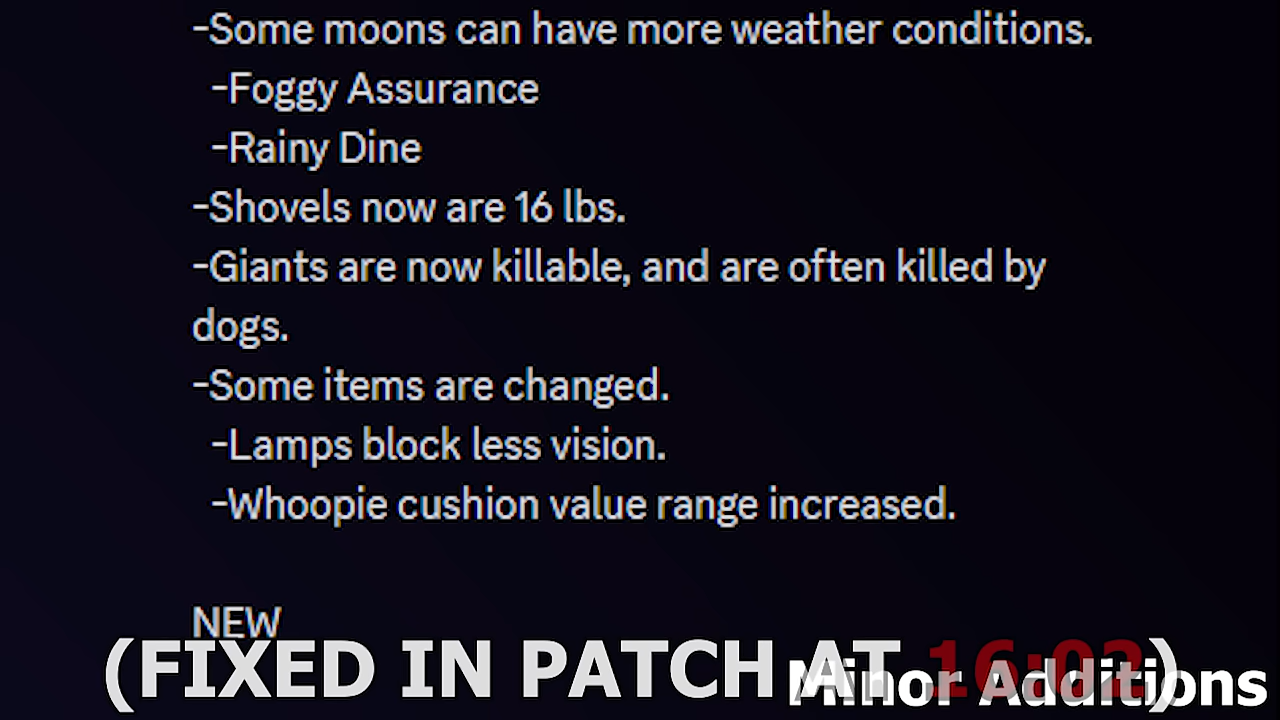 -Some moons can have more weather conditions.
-Foggy Assurance
-Rainy Dine
-Shovels now are 16 lbs.
-Giants are now killable, and are often killed by
dogs.
-Some items are changed.
-Lamps block less vision.
-Whoopie cushion value range increased.
NEW
(FIXED IN PATCH AT 16:02)
Minor Additions